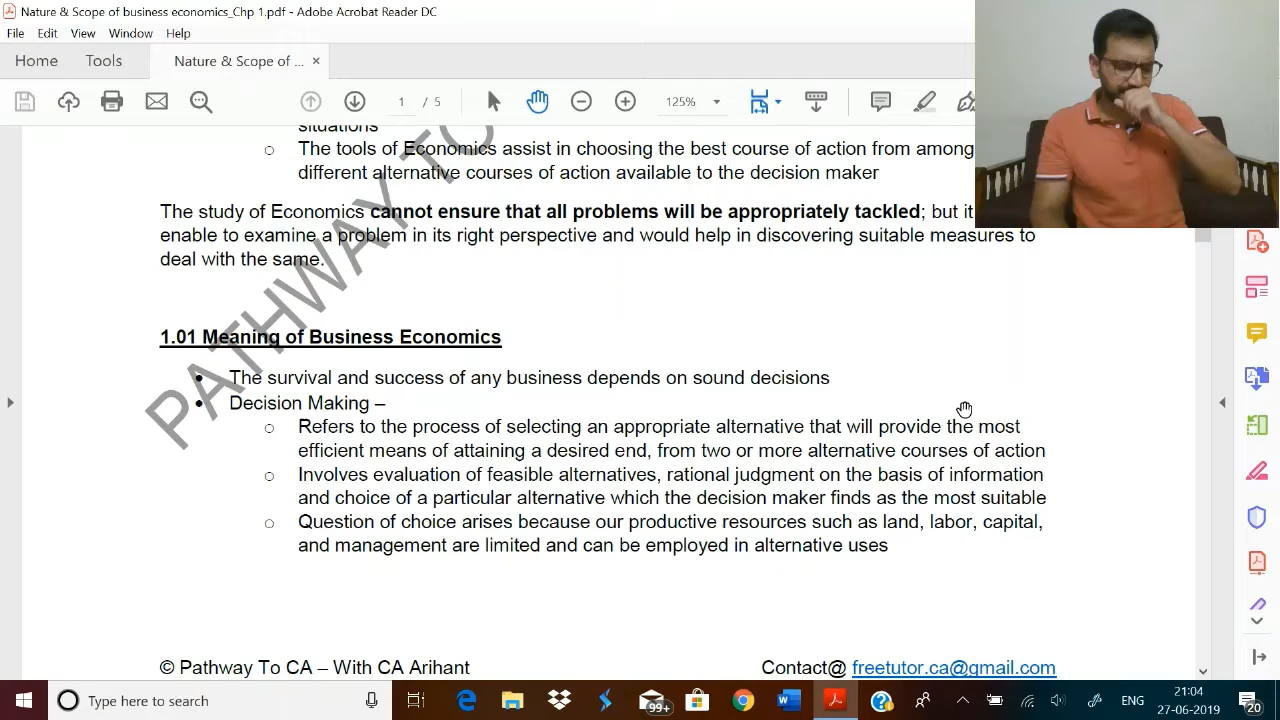 Nature & Scope of business economics_Chp 1.pdf - Adobe Acrobat Reader DC
File Edit View Window Help
Home Tools Nature & Scope of ... ×
1 / 5 125%
situations
o The tools of Economics assist in choosing the best course of action from among
different alternative courses of action available to the decision maker
The study of Economics cannot ensure that all problems will be appropriately tackled; but it
enable to examine a problem in its right perspective and would help in discovering suitable measures to
deal with the same.
1.01 Meaning of Business Economics
• The survival and success of any business depends on sound decisions
• Decision Making –
o Refers to the process of selecting an appropriate alternative that will provide the most
efficient means of attaining a desired end, from two or more alternative courses of action
o Involves evaluation of feasible alternatives, rational judgment on the basis of information
and choice of a particular alternative which the decision maker finds as the most suitable
o Question of choice arises because our productive resources such as land, labor, capital,
and management are limited and can be employed in alternative uses
PATHWAY TO
© Pathway To CA – With CA Arihant Contact@ freetutor.ca@gmail.com
Type here to search 99+ ENG 21:04
27-06-2019 20